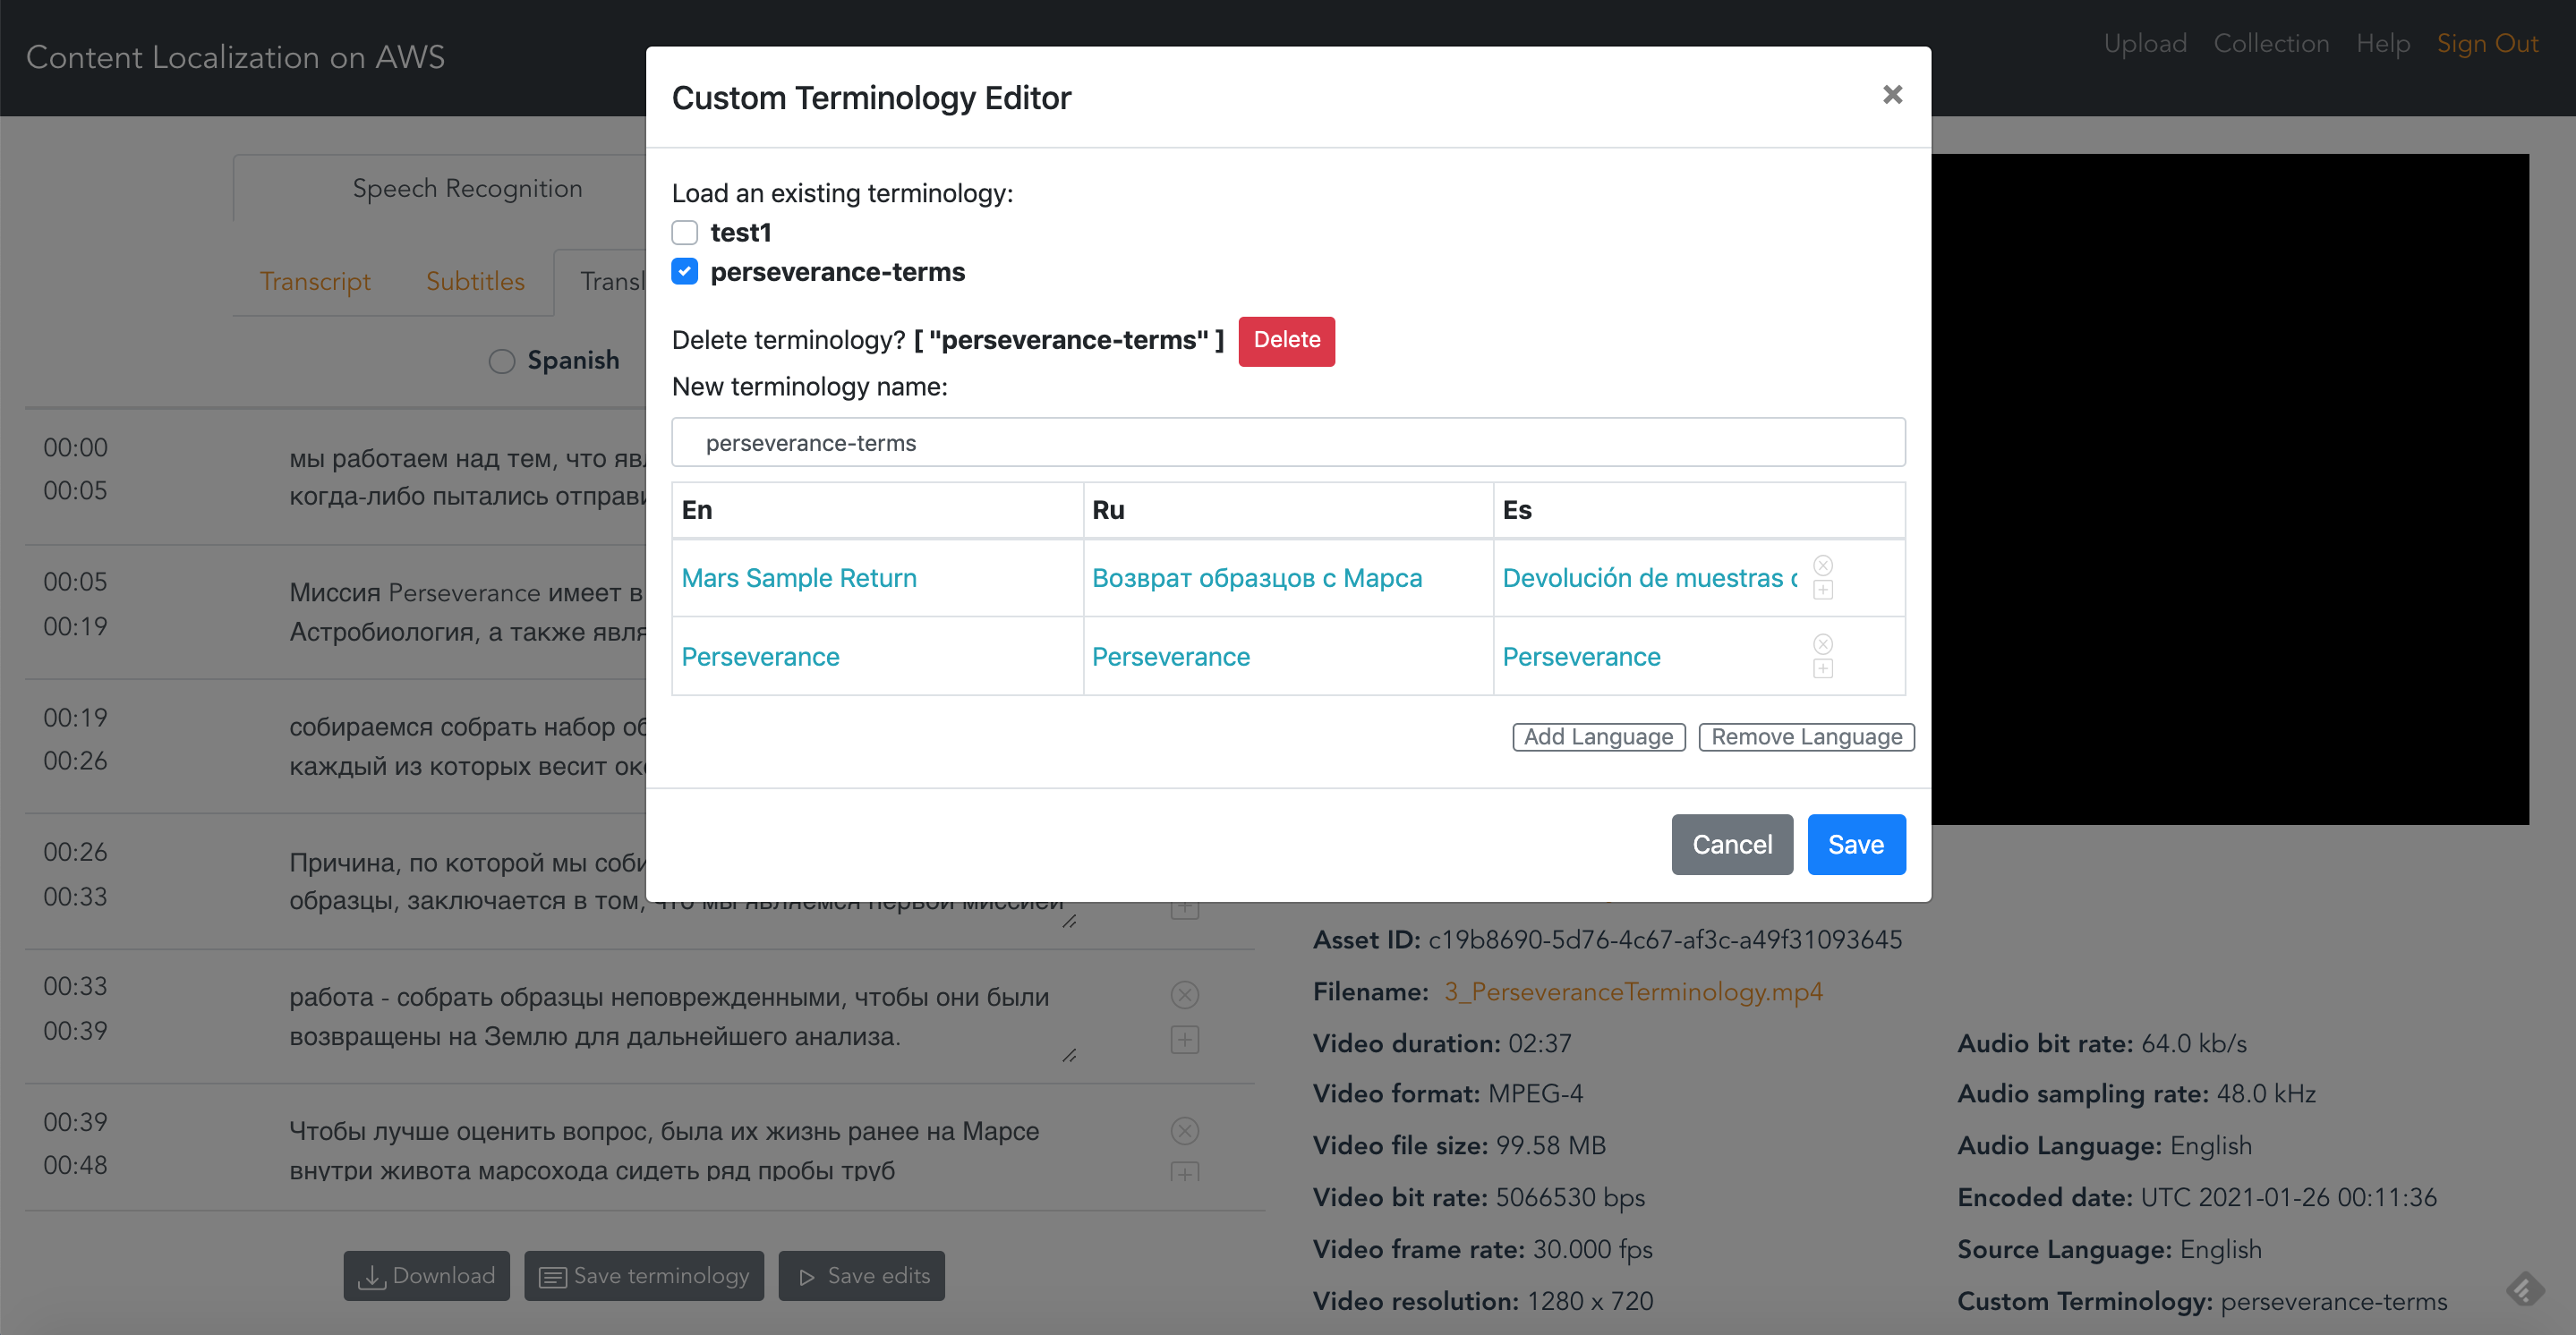 Content Localization on AWS
Upload Collection Help Sign Out
Custom Terminology Editor
Load an existing terminology:
test1
perseverance-terms
Delete terminology? [ "perseverance-terms" ] Delete
New terminology name:
perseverance-terms
En Ru Es
Mars Sample Return Возврат образцов с Марса Devolución de muestras
Perseverance Perseverance Perseverance
Add Language Remove Language
Cancel Save
Speech Recognition
Transcript Subtitles Transl
Spanish
00:00 мы работаем над тем, что
00:05 когда-либо пытались
00:05 Миссия Perseverance имеет в
00:19 Астробиология, а также
00:19 собираемся собрать набор
00:26 каждый из которых весит
00:26 Причина, по которой мы
00:33 образцы, заключается в том, что мы являемся первой миссией
00:33 работа - собрать образцы неповрежденными, чтобы они были
00:39 возвращены на Землю для дальнейшего анализа.
00:39 Чтобы лучше оценить вопрос, была их жизнь ранее на Марсе
00:48 внутри живота марсохода сидеть ряд пробы труб
Download Save terminology Save edits
Asset ID: c19b8690-5d76-4c67-af3c-a49f31093645
Filename: 3_PerseveranceTerminology.mp4
Video duration: 02:37
Video format: MPEG-4
Video file size: 99.58 MB
Video bit rate: 5066530 bps
Video frame rate: 30.000 fps
Video resolution: 1280 x 720
Audio bit rate: 64.0 kb/s
Audio sampling rate: 48.0 kHz
Audio Language: English
Encoded date: UTC 2021-01-26 00:11:36
Source Language: English
Custom Terminology: perseverance-terms